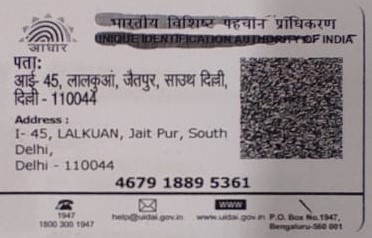 भारतीय विशिष्ट पहचान प्राधिकरण
UNIQUE IDENTIFICATION AUTHORITY OF INDIA
आधार
पता:
आई- 45, लालकुआं, जैतपुर, साउथ दिल्ली,
दिल्ली - 110044
Address :
I- 45, LALKUAN, Jait Pur, South
Delhi,
Delhi - 110044
4679 1889 5361
1947
1800 300 1947
help@uidai.gov.in
www
www.uidai.gov.in
P.O. Box No.1947,
Bengaluru-560 001